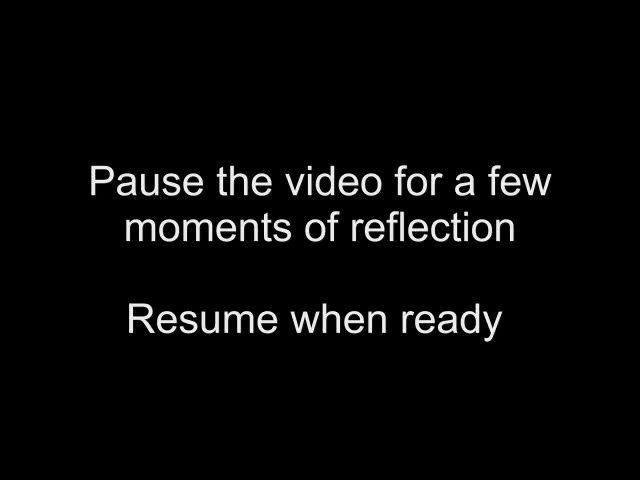 Pause the video for a few
moments of reflection
Resume when ready